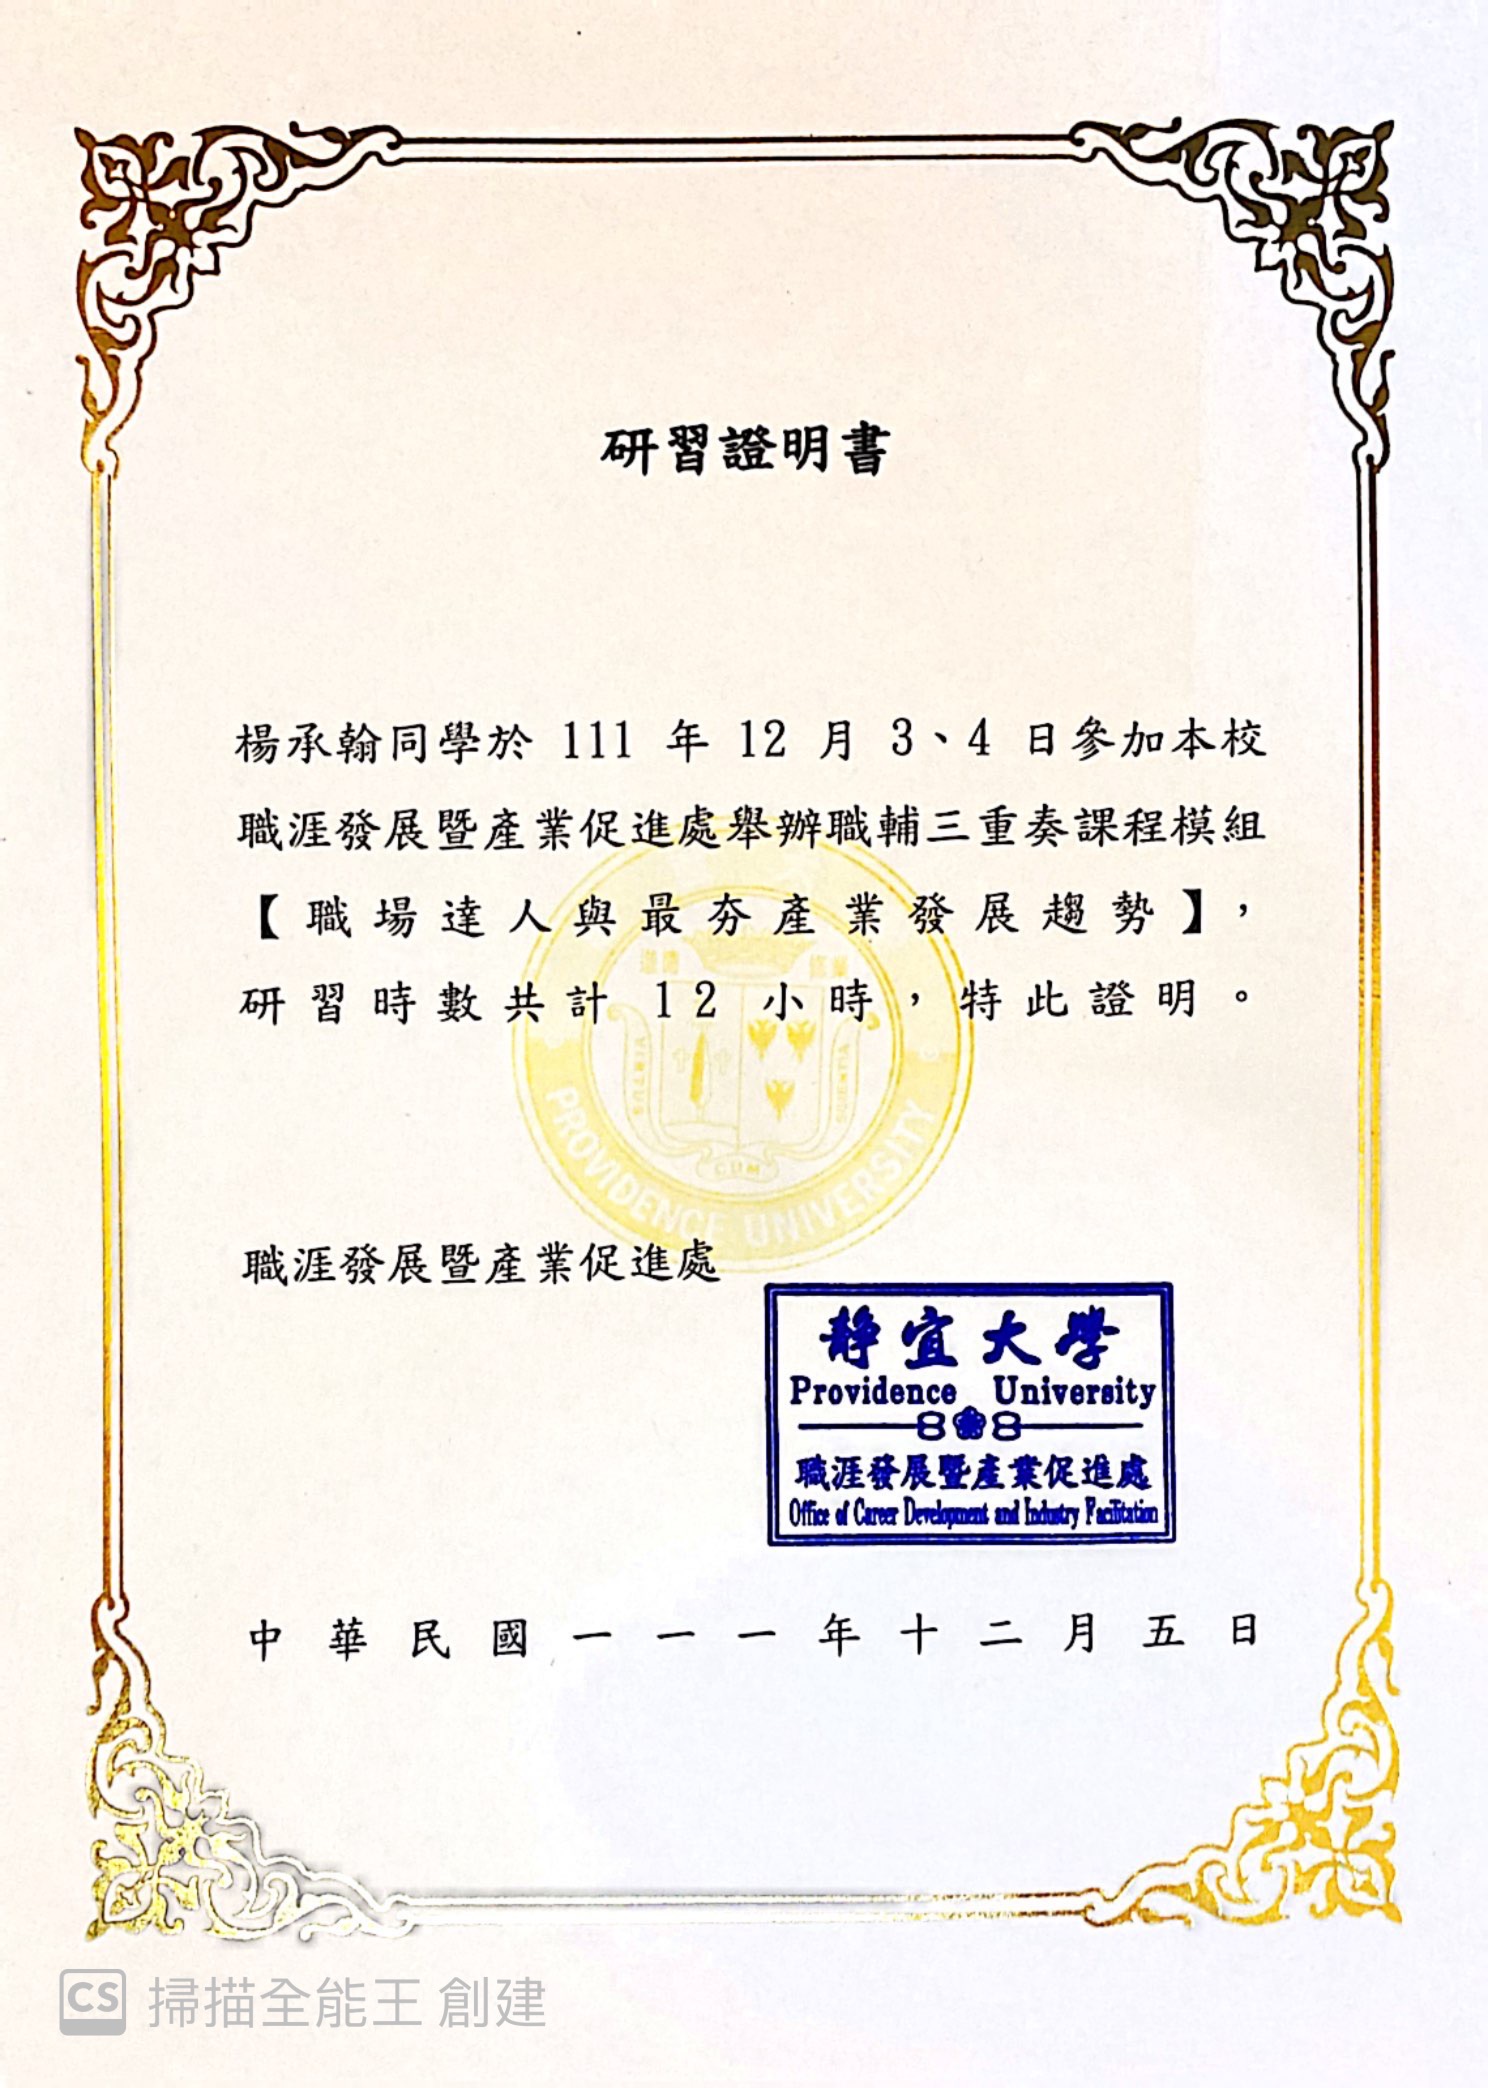 研習證明書
楊承翰同學於 111 年 12 月 3、4 日參加本校
職涯發展暨產業促進處舉辦職輔三重奏課程模組
【職場達人與最夯產業發展趨勢】，
研習時數共計 12 小時，特此證明。
PROVIDENCE UNIVERSITY
CUM
職涯發展暨產業促進處
靜宜大學
Providence University
職涯發展暨產業促進處
Office of Career Development and Industry Facilitation
中華民國一一一年十二月五日
CS 掃描全能王 創建